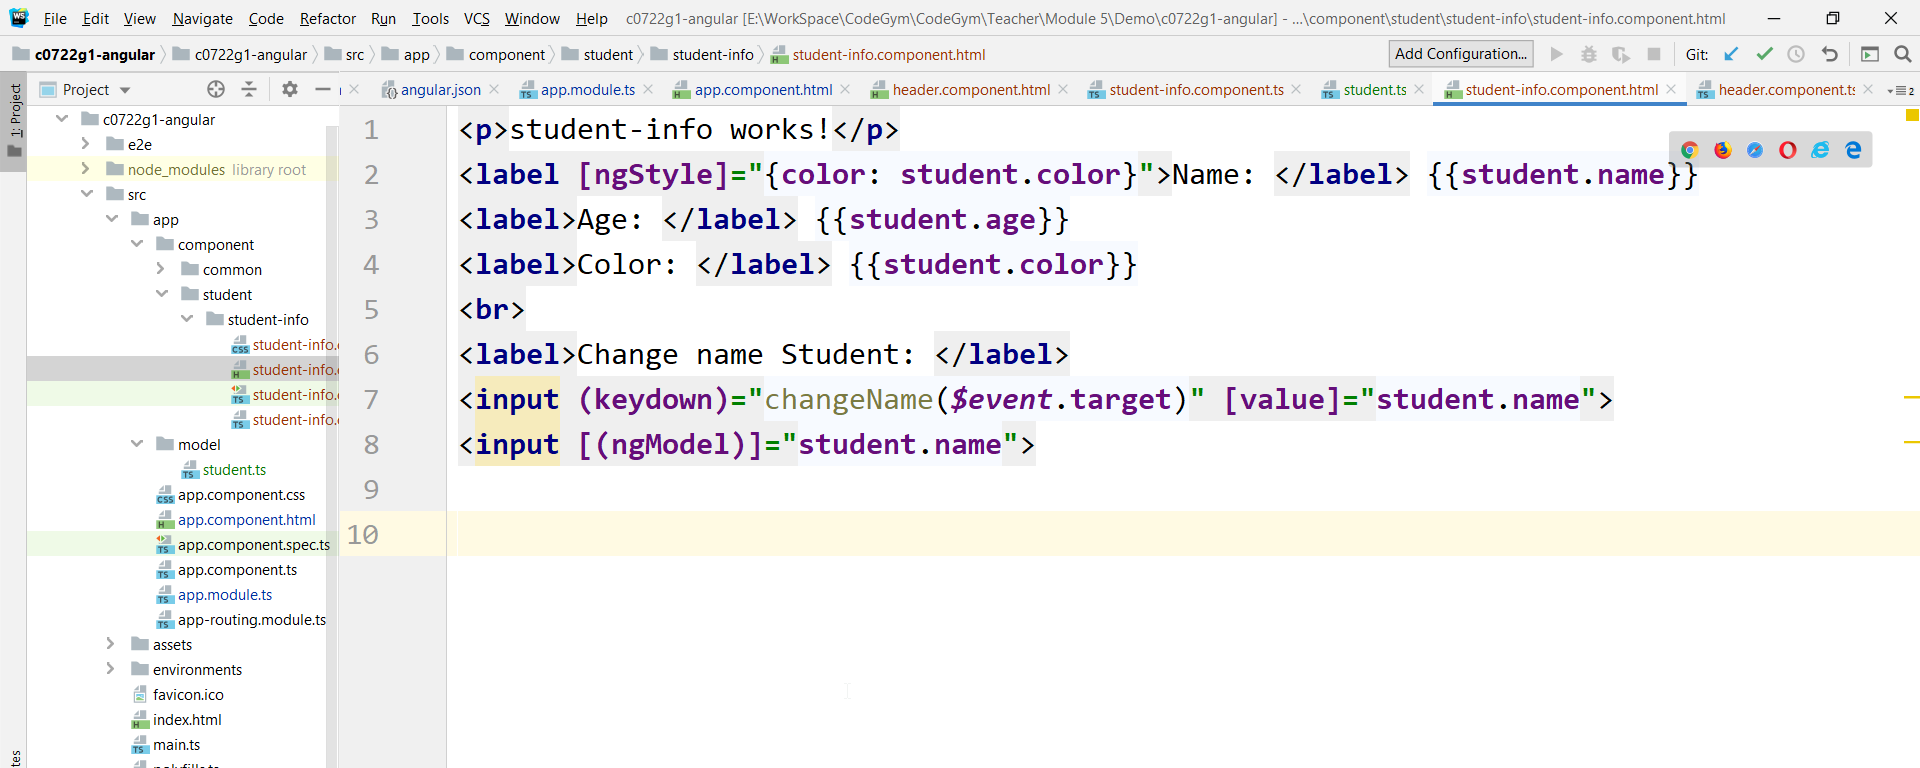 File Edit View Navigate Code Refactor Run Tools VCS Window Help c0722g1-angular [E:\WorkSpace\CodeGym\CodeGym\Teacher\Module 5\Demo\c0722g1-angular] - ...\component\student\student-info\student-info.component.html
c0722g1-angular c0722g1-angular src app component student student-info student-info.component.html Add Configuration... Git:
Project angular.json app.module.ts app.component.html header.component.html student-info.component.ts student.ts student-info.component.html header.component.ts 2
1: Project
c0722g1-angular
e2e
node_modules library root
src
app
component
common
student
student-info
student-info.
student-info.
student-info.
student-info.
model
student.ts
app.component.css
app.component.html
app.component.spec.ts
app.component.ts
app.module.ts
app-routing.module.ts
assets
environments
favicon.ico
index.html
main.ts
1 <p>student-info works!</p>
2 <label [ngStyle]="{color: student.color}">Name: </label> {{student.name}}
3 <label>Age: </label> {{student.age}}
4 <label>Color: </label> {{student.color}}
5 <br>
6 <label>Change name Student: </label>
7 <input (keydown)="changeName($event.target)" [value]="student.name">
8 <input [(ngModel)]="student.name">
9
10